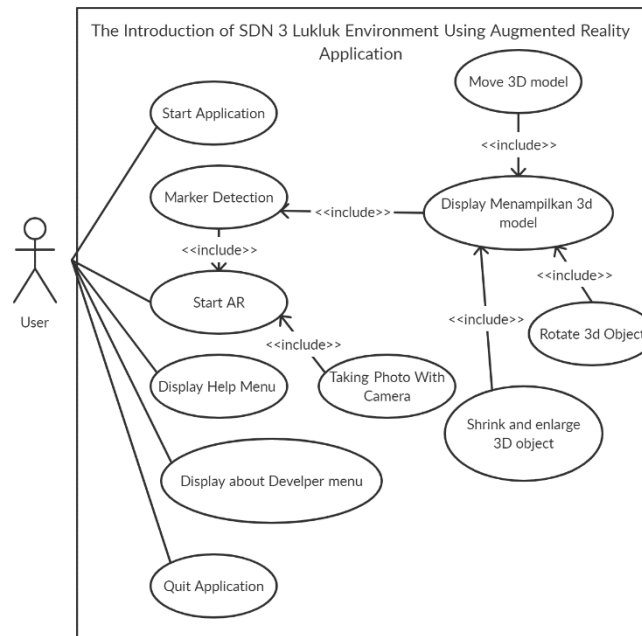 The Introduction of SDN 3 Lukluk Environment Using Augmented Reality
Application
Move 3D model
Start Application
<<include>>
Marker Detection
<<include>>
Display Menampilkan 3d
model
<<include>>
<<include>>
User
Start AR
<<include>>
Rotate 3d Object
<<include>>
Display Help Menu
Taking Photo With
Camera
Shrink and enlarge
3D object
Display about Develper menu
Quit Application